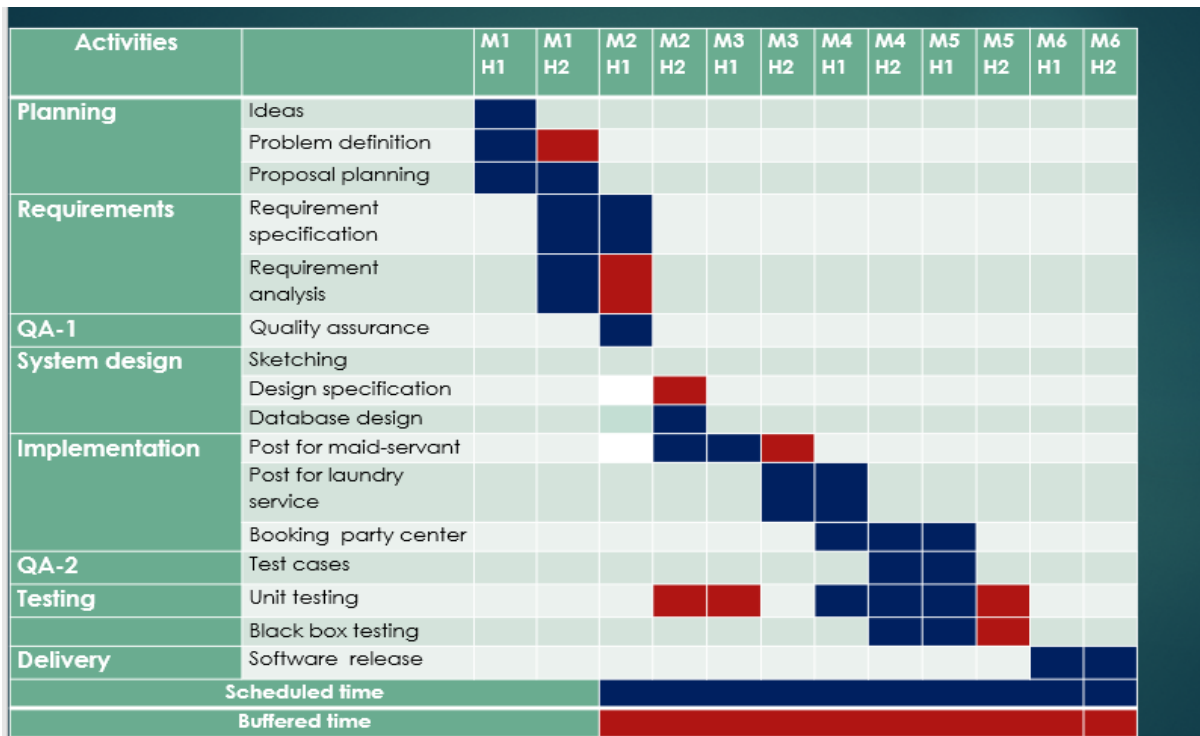 Activities M1 M1 M2 M2 M3 M3 M4 M4 M5 M5 M6 M6
H1 H2 H1 H2 H1 H2 H1 H2 H1 H2 H1 H2
Planning Ideas
Problem definition
Proposal planning
Requirements Requirement
specification
Requirement
analysis
QA-1 Quality assurance
System design Sketching
Design specification
Database design
Implementation Post for maid-servant
Post for laundry
service
Booking party center
QA-2 Test cases
Testing Unit testing
Black box testing
Delivery Software release
Scheduled time
Buffered time